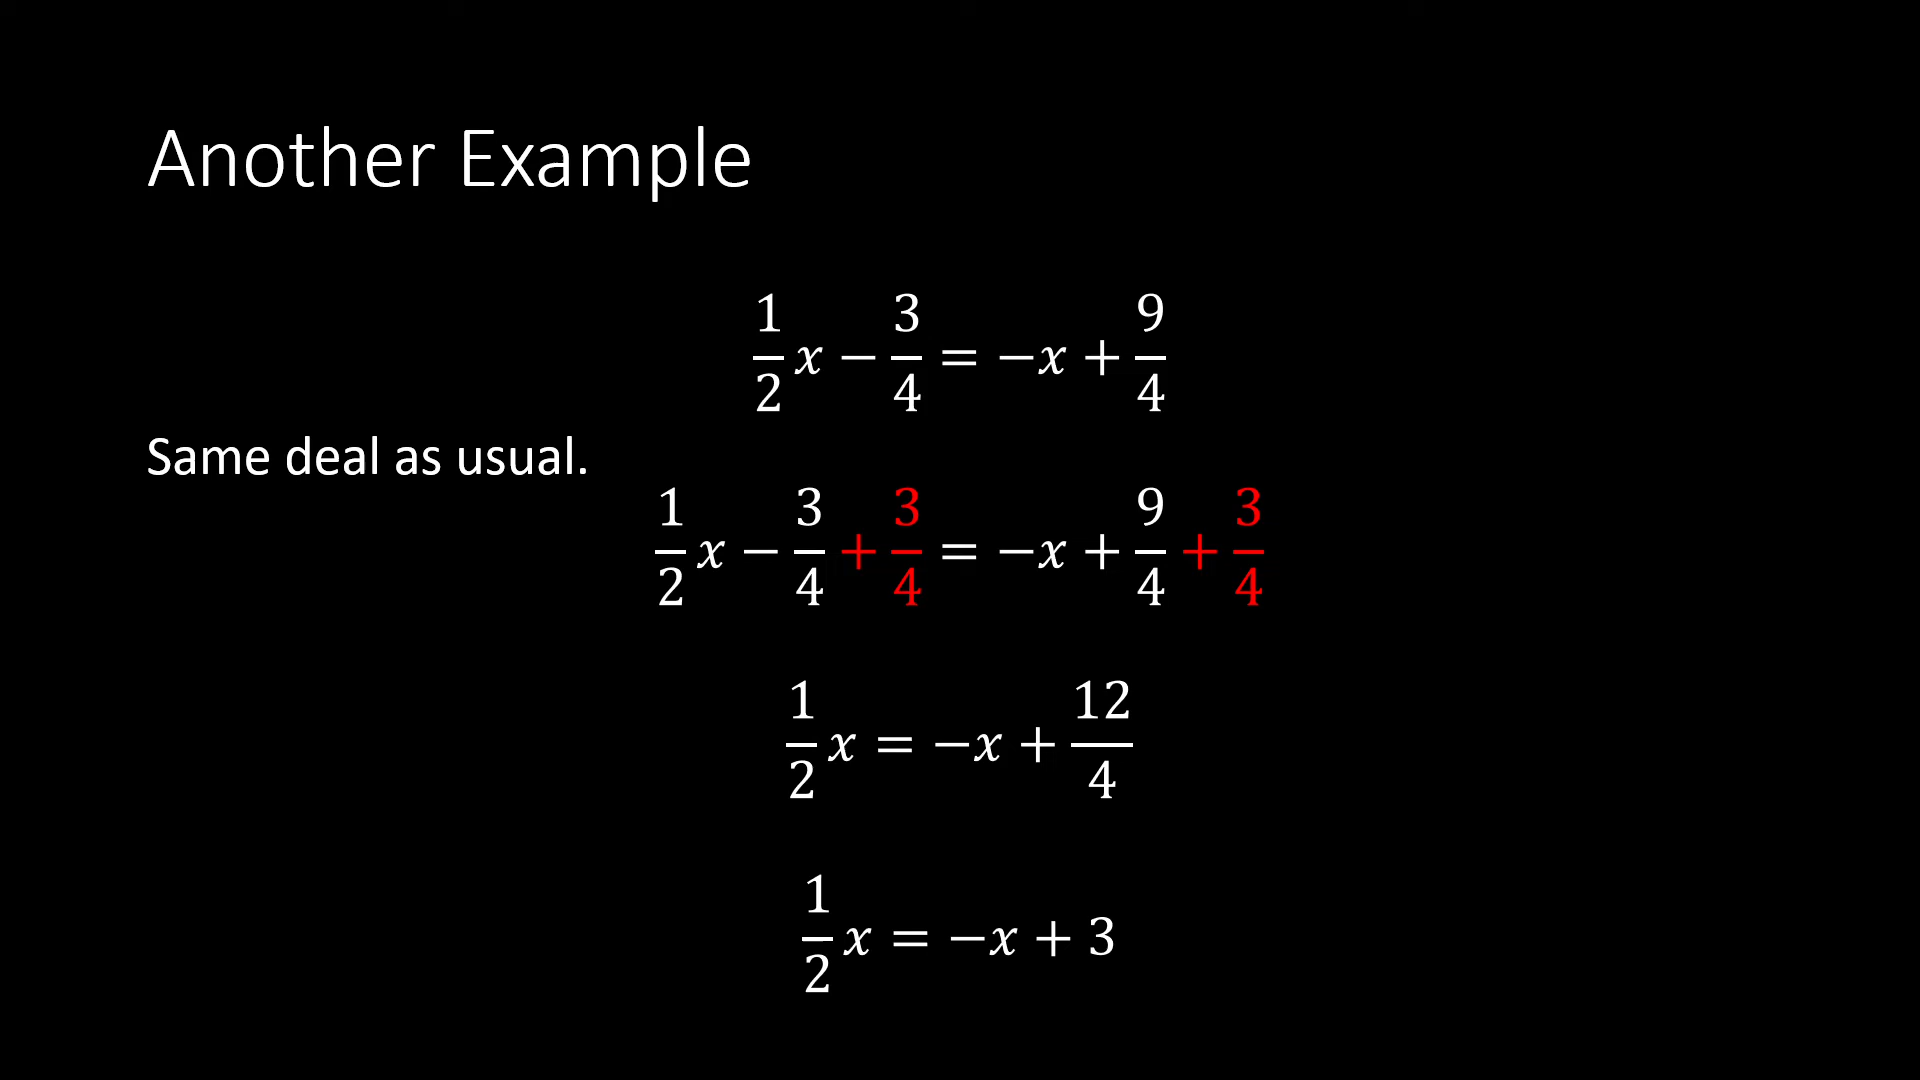 Another Example
1/2 x − 3/4 = −x + 9/4
Same deal as usual.
1/2 x − 3/4 + 3/4 = −x + 9/4 + 3/4
1/2 x = −x + 12/4
1/2 x = −x + 3